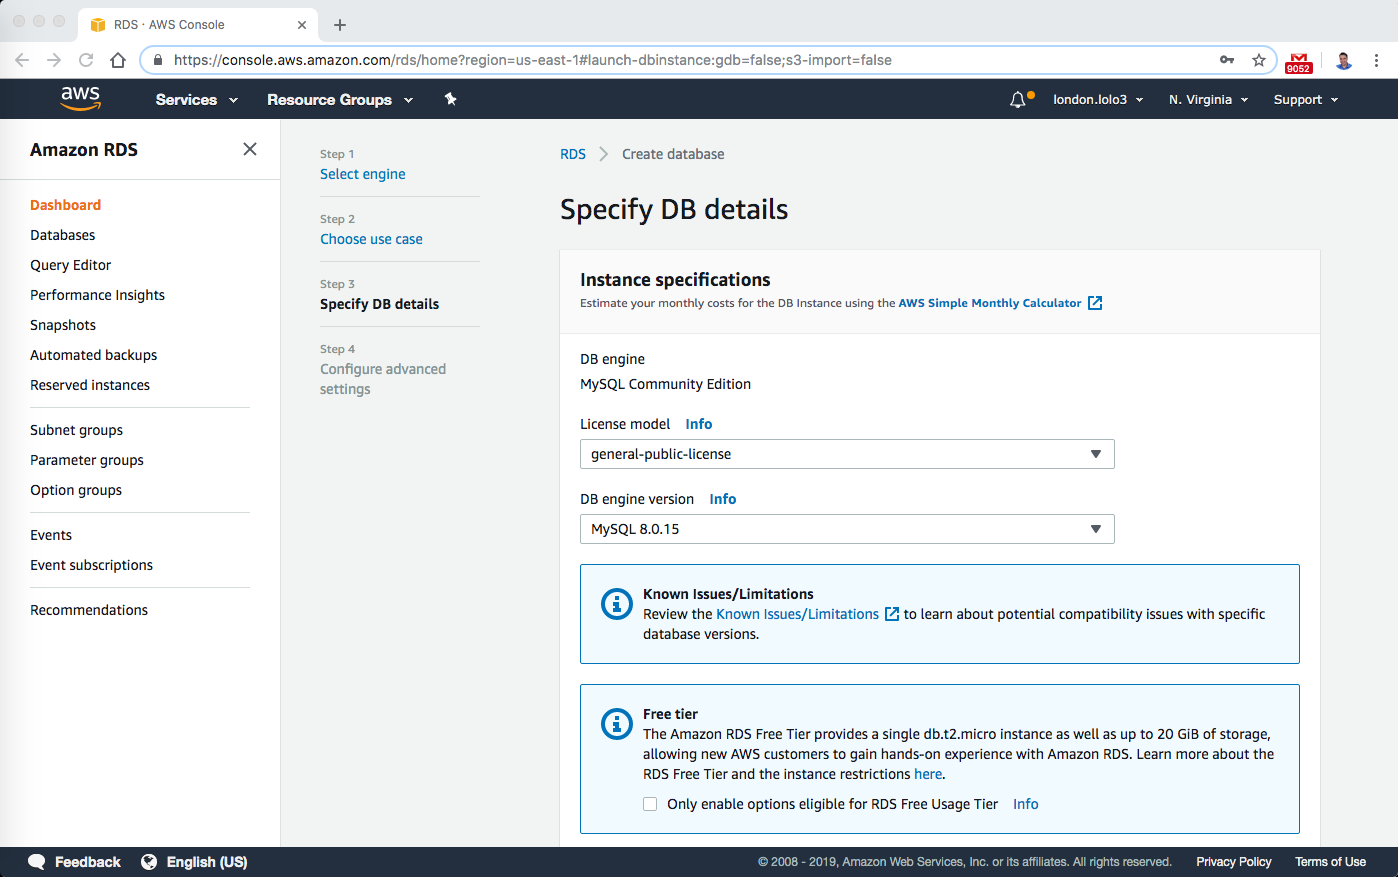 RDS · AWS Console
https://console.aws.amazon.com/rds/home?region=us-east-1#launch-dbinstance:gdb=false;s3-import=false
9052
aws
Services
Resource Groups
london.lolo3
N. Virginia
Support
Amazon RDS
Dashboard
Databases
Query Editor
Performance Insights
Snapshots
Automated backups
Reserved instances
Subnet groups
Parameter groups
Option groups
Events
Event subscriptions
Recommendations
Step 1
Select engine
Step 2
Choose use case
Step 3
Specify DB details
Step 4
Configure advanced
settings
RDS > Create database
Specify DB details
Instance specifications
Estimate your monthly costs for the DB Instance using the AWS Simple Monthly Calculator
DB engine
MySQL Community Edition
License model Info
general-public-license
DB engine version Info
MySQL 8.0.15
Known Issues/Limitations
Review the Known Issues/Limitations to learn about potential compatibility issues with specific
database versions.
Free tier
The Amazon RDS Free Tier provides a single db.t2.micro instance as well as up to 20 GiB of storage,
allowing new AWS customers to gain hands-on experience with Amazon RDS. Learn more about the
RDS Free Tier and the instance restrictions here.
Only enable options eligible for RDS Free Usage Tier Info
Feedback
English (US)
© 2008 - 2019, Amazon Web Services, Inc. or its affiliates. All rights reserved.
Privacy Policy
Terms of Use